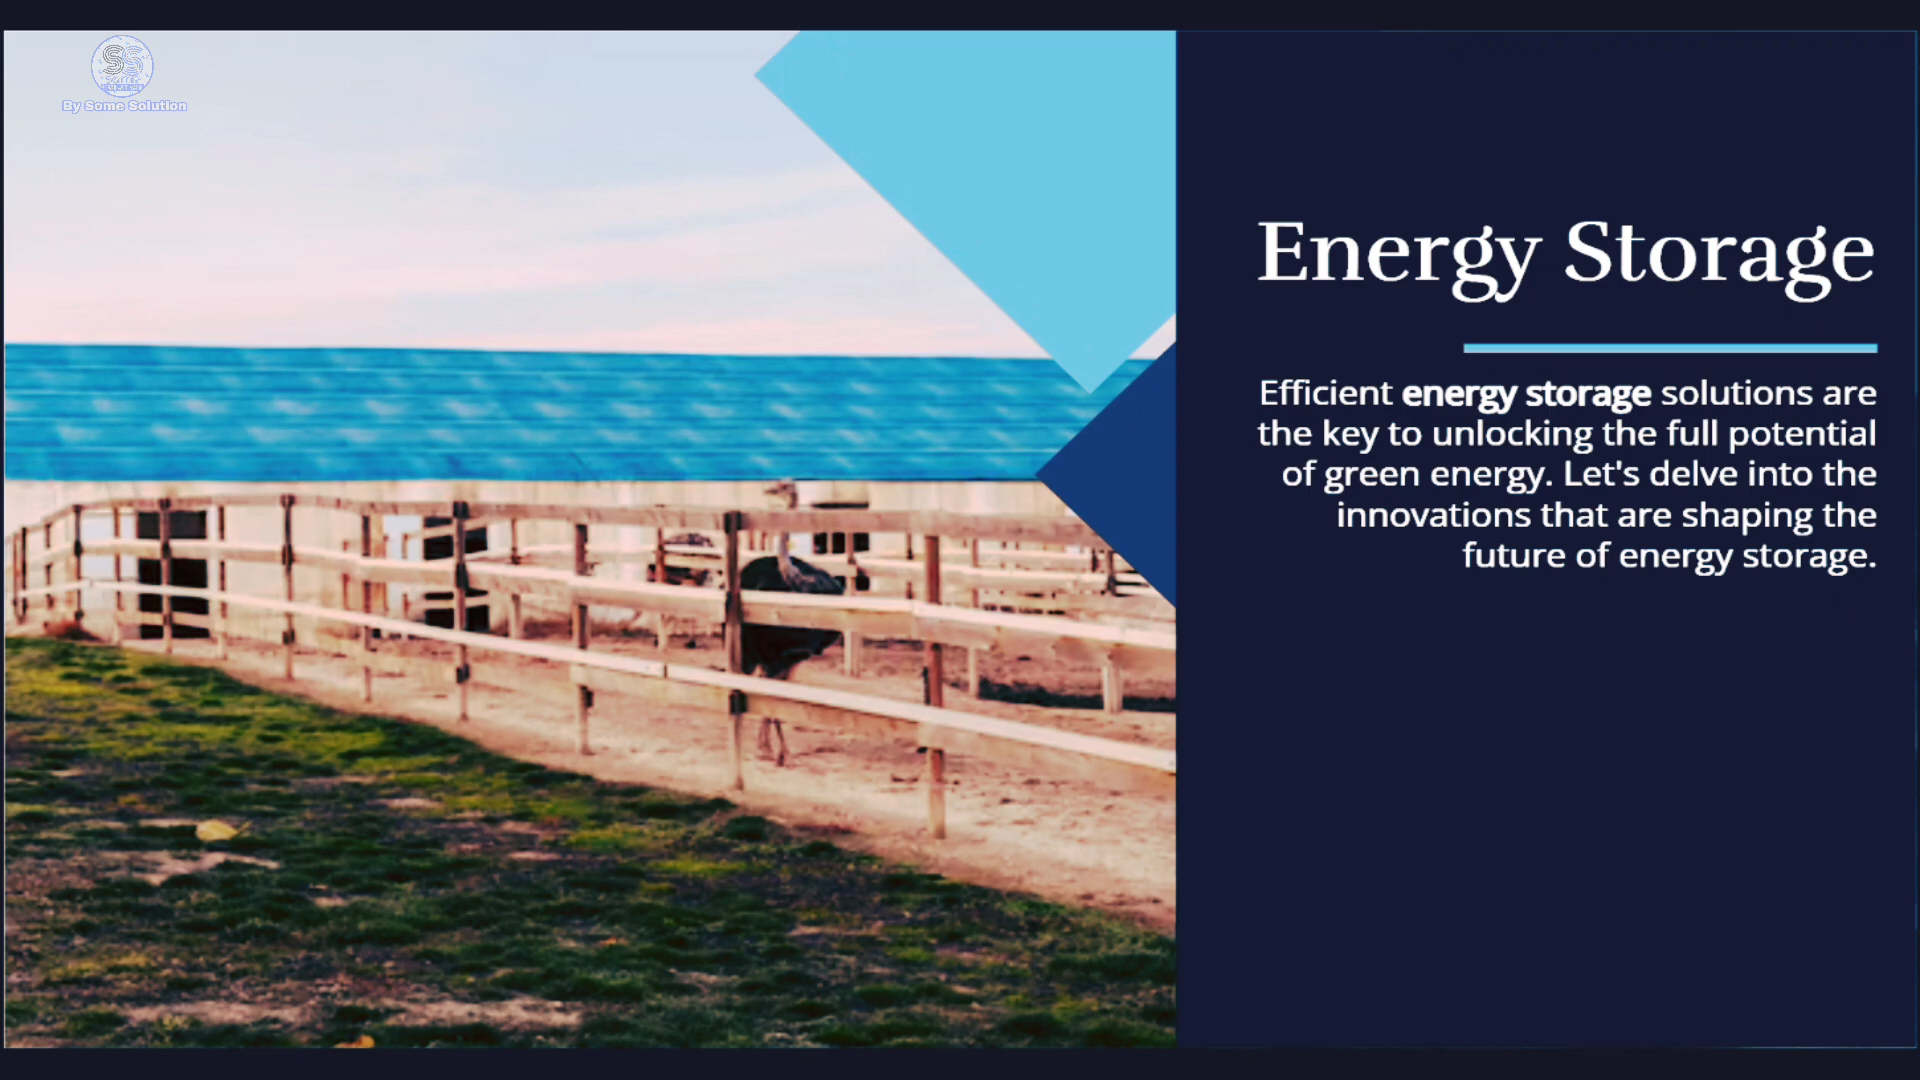 SS
By Some Solution
Energy Storage
Efficient energy storage solutions are
the key to unlocking the full potential
of green energy. Let's delve into the
innovations that are shaping the
future of energy storage.